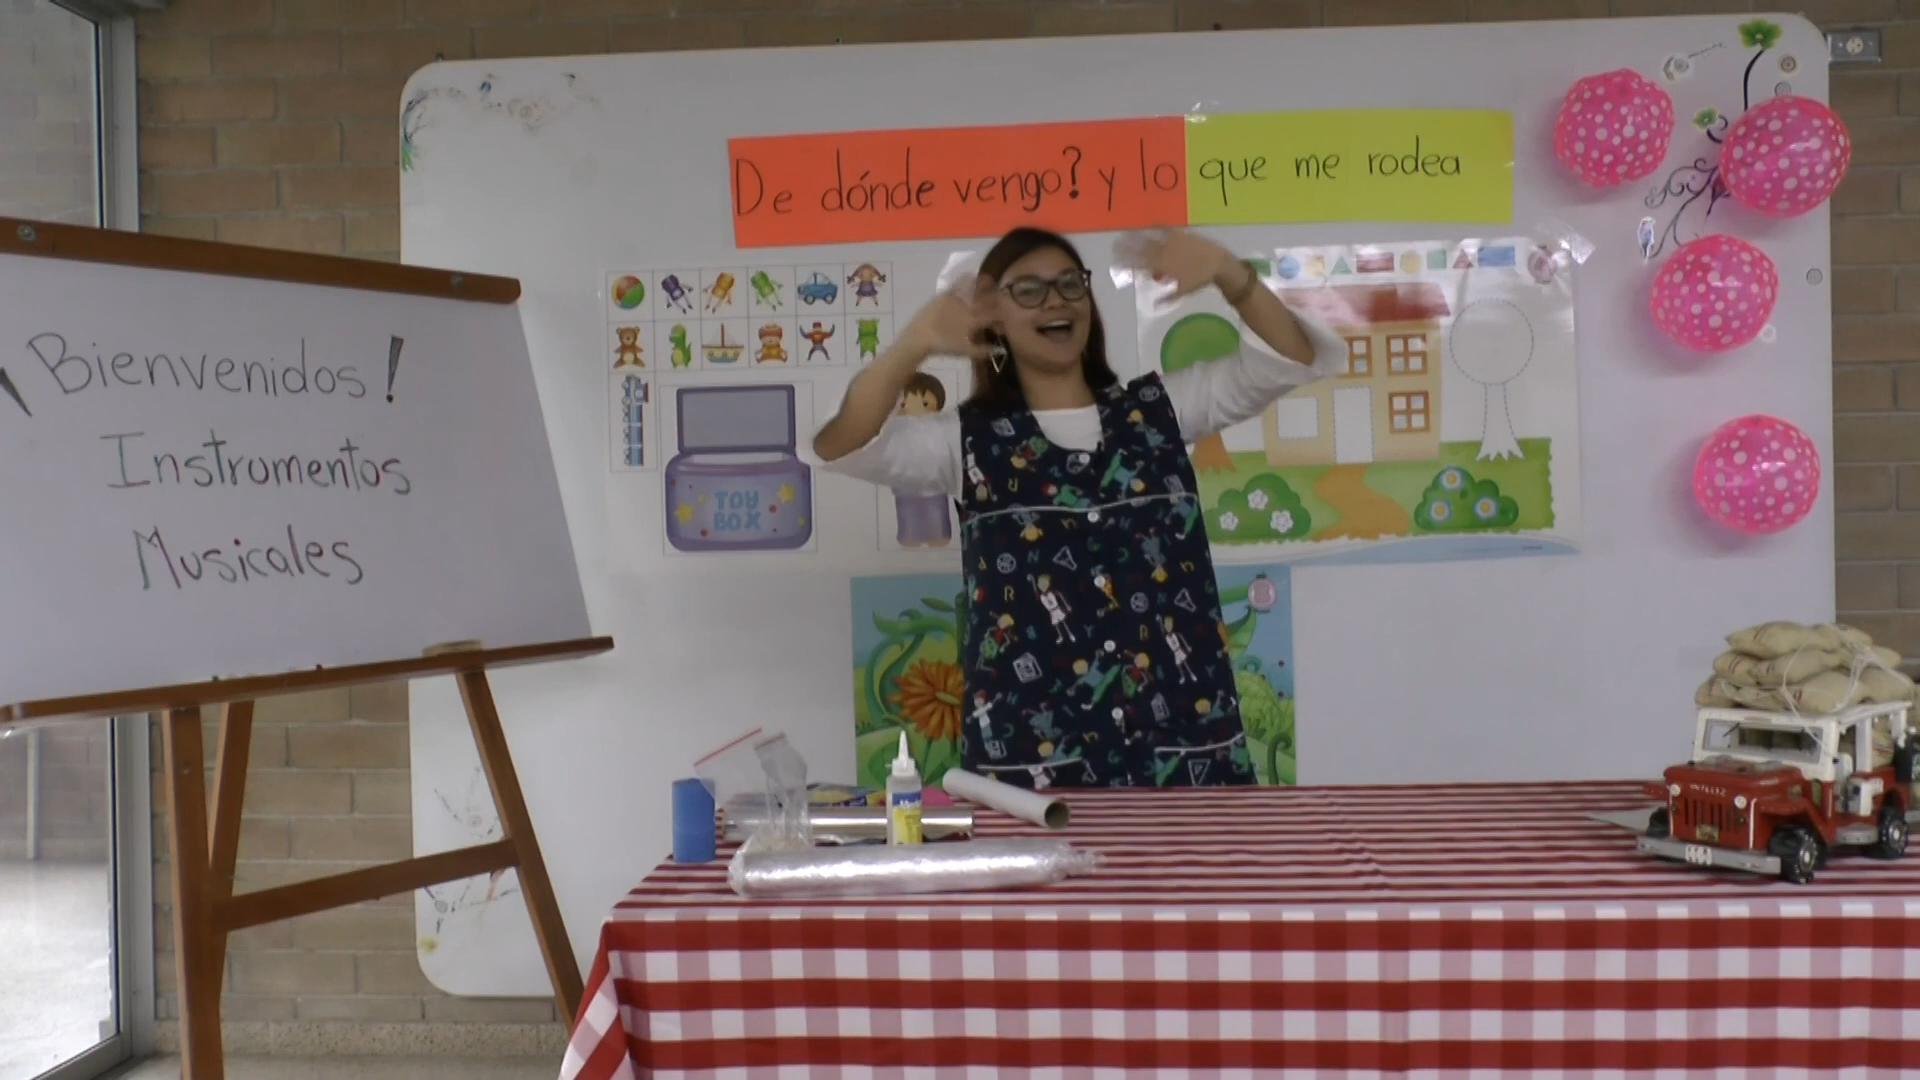 De dónde vengo? y lo que me rodea
¡Bienvenidos!
Instrumentos
Musicales
TOY
BOX